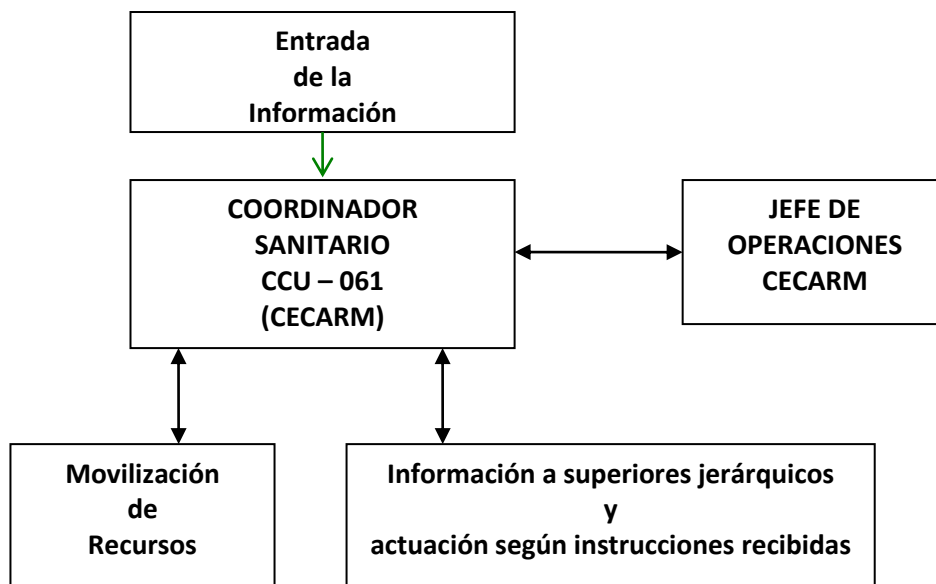 Entrada
de la
Información
COORDINADOR
SANITARIO
CCU – 061
(CECARM)
JEFE DE
OPERACIONES
CECARM
Movilización
de
Recursos
Información a superiores jerárquicos
y
actuación según instrucciones recibidas